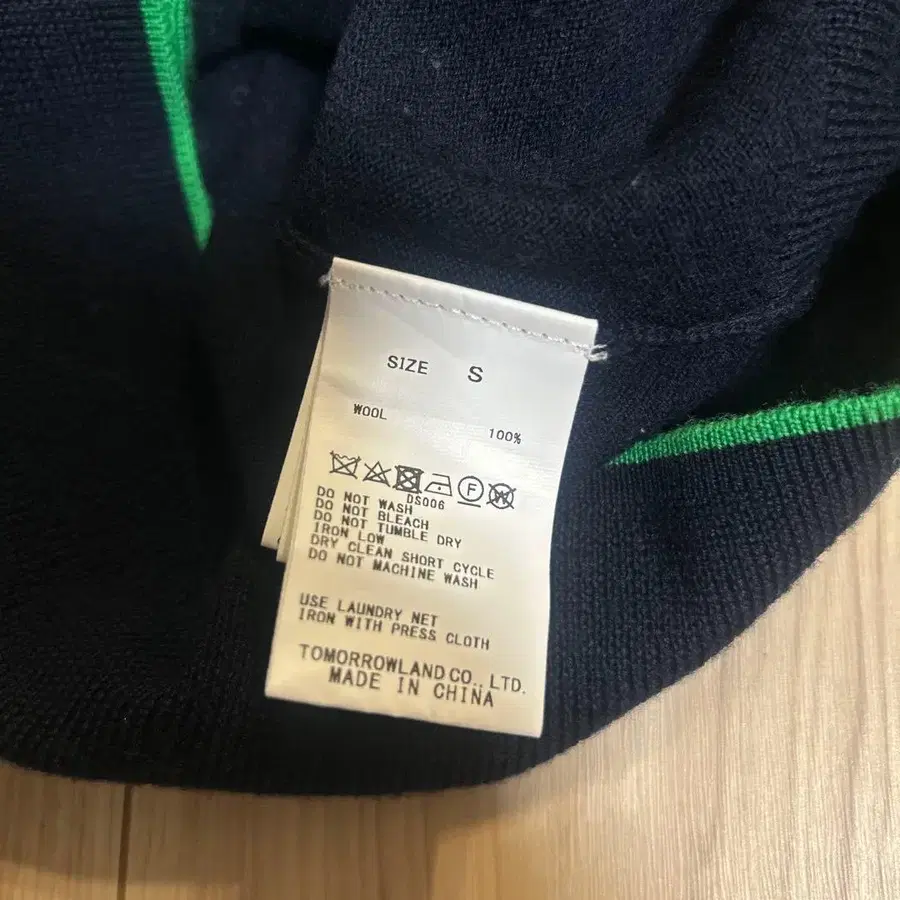 SIZE S
WOOL 100%
F
DS006
DO NOT WASH
DO NOT BLEACH
DO NOT TUMBLE DRY
IRON LOW
DRY CLEAN SHORT CYCLE
DO NOT MACHINE WASH
USE LAUNDRY NET
IRON WITH PRESS CLOTH
TOMORROWLAND CO., LTD.
MADE IN CHINA